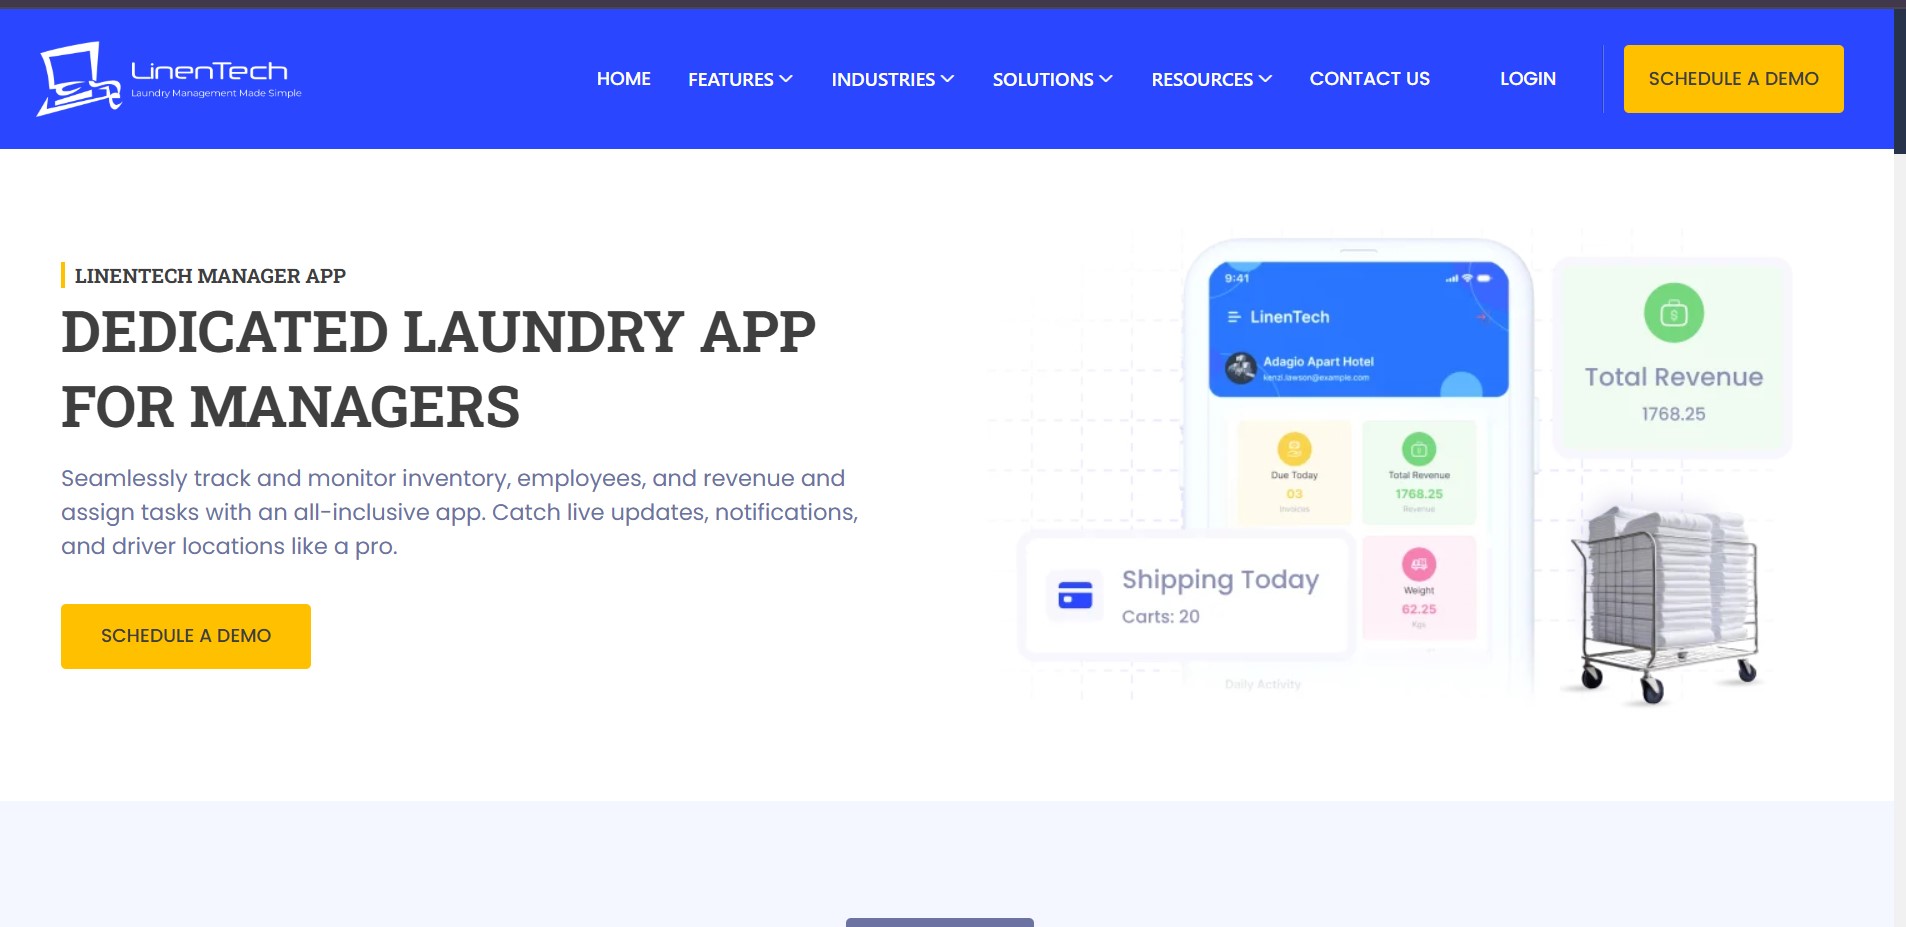 LinenTech
Laundry Management Made Simple
HOME
FEATURES
INDUSTRIES
SOLUTIONS
RESOURCES
CONTACT US
LOGIN
SCHEDULE A DEMO
LINENTECH MANAGER APP
DEDICATED LAUNDRY APP
FOR MANAGERS
Seamlessly track and monitor inventory, employees, and revenue and
assign tasks with an all-inclusive app. Catch live updates, notifications,
and driver locations like a pro.
SCHEDULE A DEMO
9:41
LinenTech
Adagio Apart Hotel
kenzi.lawson@example.com
Due Today
03
Invoices
Total Revenue
1768.25
Revenue
Total Revenue
1768.25
Shipping Today
Carts: 20
Weight
62.25
Kgs
Daily Activity